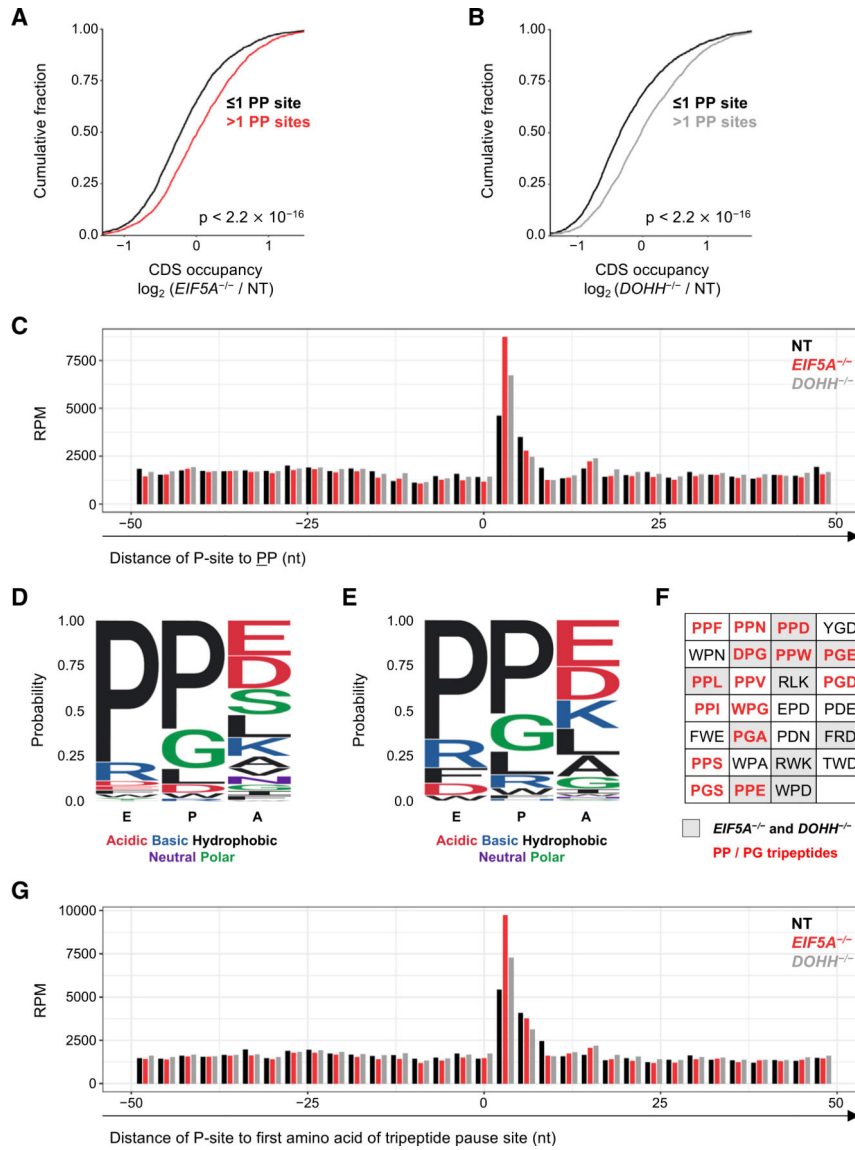 A
1.00
0.75
0.50
0.25
0.0
Cumulative fraction
≤1 PP site
>1 PP sites
p < 2.2 × 10⁻¹⁶
−1
0
1
CDS occupancy
log₂ (EIF5A⁻/⁻ / NT)
B
1.00
0.75
0.50
0.25
0.0
Cumulative fraction
≤1 PP site
>1 PP sites
p < 2.2 × 10⁻¹⁶
−1
0
1
CDS occupancy
log₂ (DOHH⁻/⁻ / NT)
C
7500
5000
2500
0
RPM
NT
EIF5A⁻/⁻
DOHH⁻/⁻
−50
−25
0
25
50
Distance of P-site to PP (nt)
D
1.00
0.75
0.50
0.25
0.0
Probability
P
R
P
G
L
D
E
D
S
L
K
A
V
N
G
E P A
Acidic Basic Hydrophobic
Neutral Polar
E
1.00
0.75
0.50
0.25
0.0
Probability
P
R
F
D
W
P
G
L
R
W
E
D
K
L
A
G
E P A
Acidic Basic Hydrophobic
Neutral Polar
F
PPF PPN PPD YGD
WPN DPG PPW PGE
PPL PPV RLK PGD
PPI WPG EPD PDE
FWE PGA PDN FRD
PPS WPA RWK TWD
PGS PPE WPD
EIF5A⁻/⁻ and DOHH⁻/⁻
PP / PG tripeptides
G
10000
7500
5000
2500
0
RPM
NT
EIF5A⁻/⁻
DOHH⁻/⁻
−50
−25
0
25
50
Distance of P-site to first amino acid of tripeptide pause site (nt)